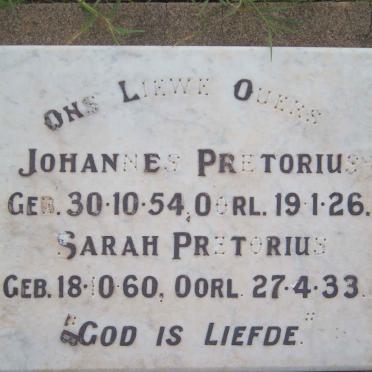 ONS LIEWE OUERS
JOHANNES PRETORIUS
GEB. 30·10·54, OORL. 19·1·26.
SARAH PRETORIUS
GEB. 18·10·60, OORL. 27·4·33.
"GOD IS LIEFDE."